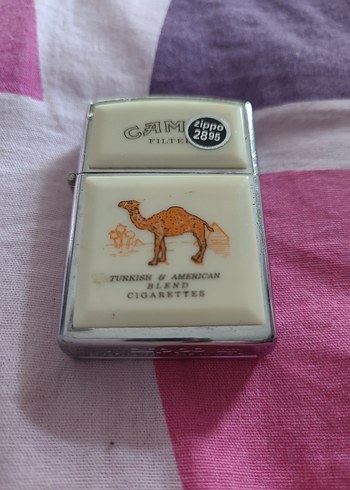 CAM
FILTE
zippo
2895
TURKISH & AMERICAN
BLEND
CIGARETTES